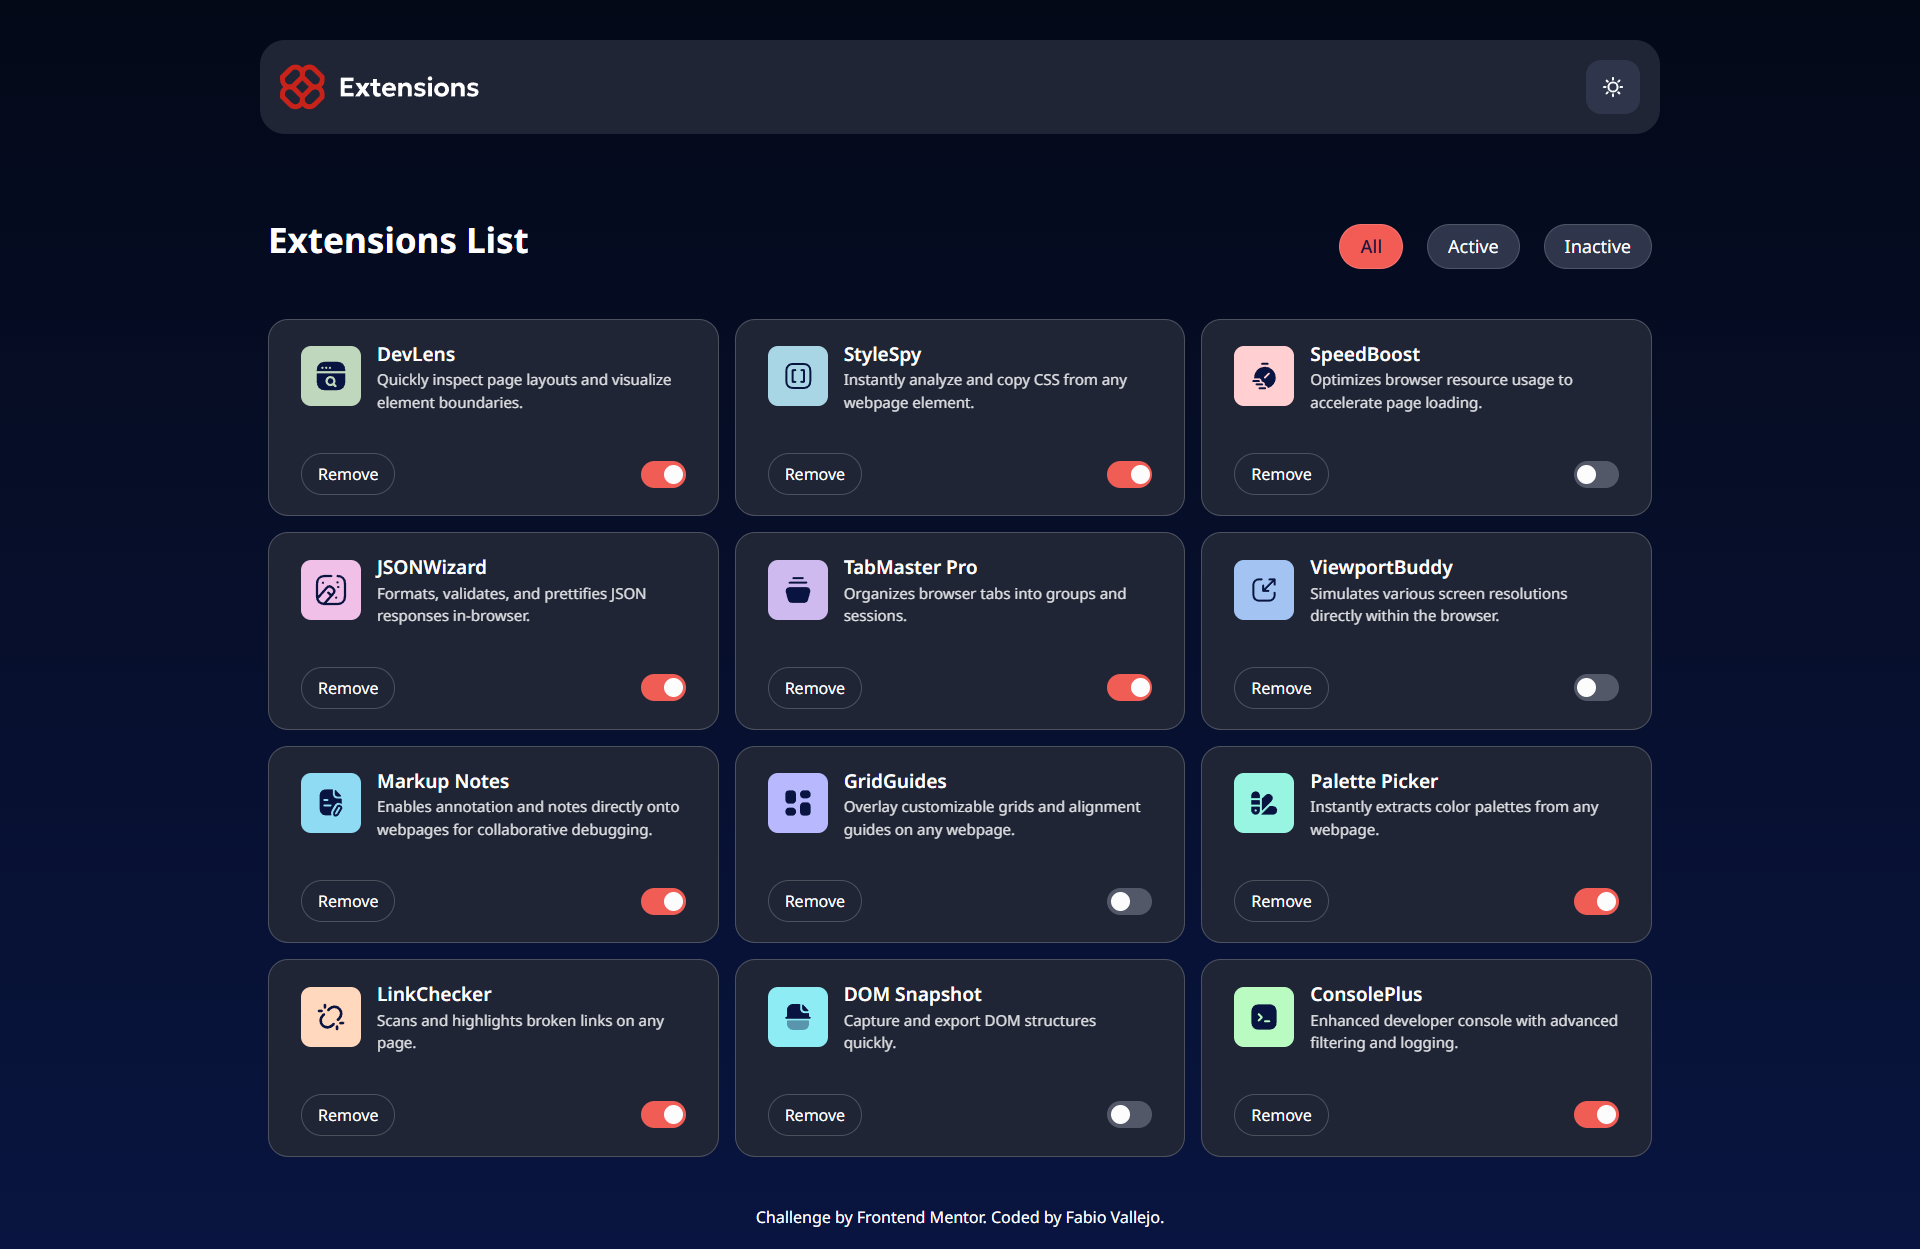 Extensions
Extensions List
All
Active
Inactive
DevLens
Quickly inspect page layouts and visualize
element boundaries.
Remove
StyleSpy
Instantly analyze and copy CSS from any
webpage element.
Remove
SpeedBoost
Optimizes browser resource usage to
accelerate page loading.
Remove
JSONWizard
Formats, validates, and prettifies JSON
responses in-browser.
Remove
TabMaster Pro
Organizes browser tabs into groups and
sessions.
Remove
ViewportBuddy
Simulates various screen resolutions
directly within the browser.
Remove
Markup Notes
Enables annotation and notes directly onto
webpages for collaborative debugging.
Remove
GridGuides
Overlay customizable grids and alignment
guides on any webpage.
Remove
Palette Picker
Instantly extracts color palettes from any
webpage.
Remove
LinkChecker
Scans and highlights broken links on any
page.
Remove
DOM Snapshot
Capture and export DOM structures
quickly.
Remove
ConsolePlus
Enhanced developer console with advanced
filtering and logging.
Remove
Challenge by Frontend Mentor. Coded by Fabio Vallejo.